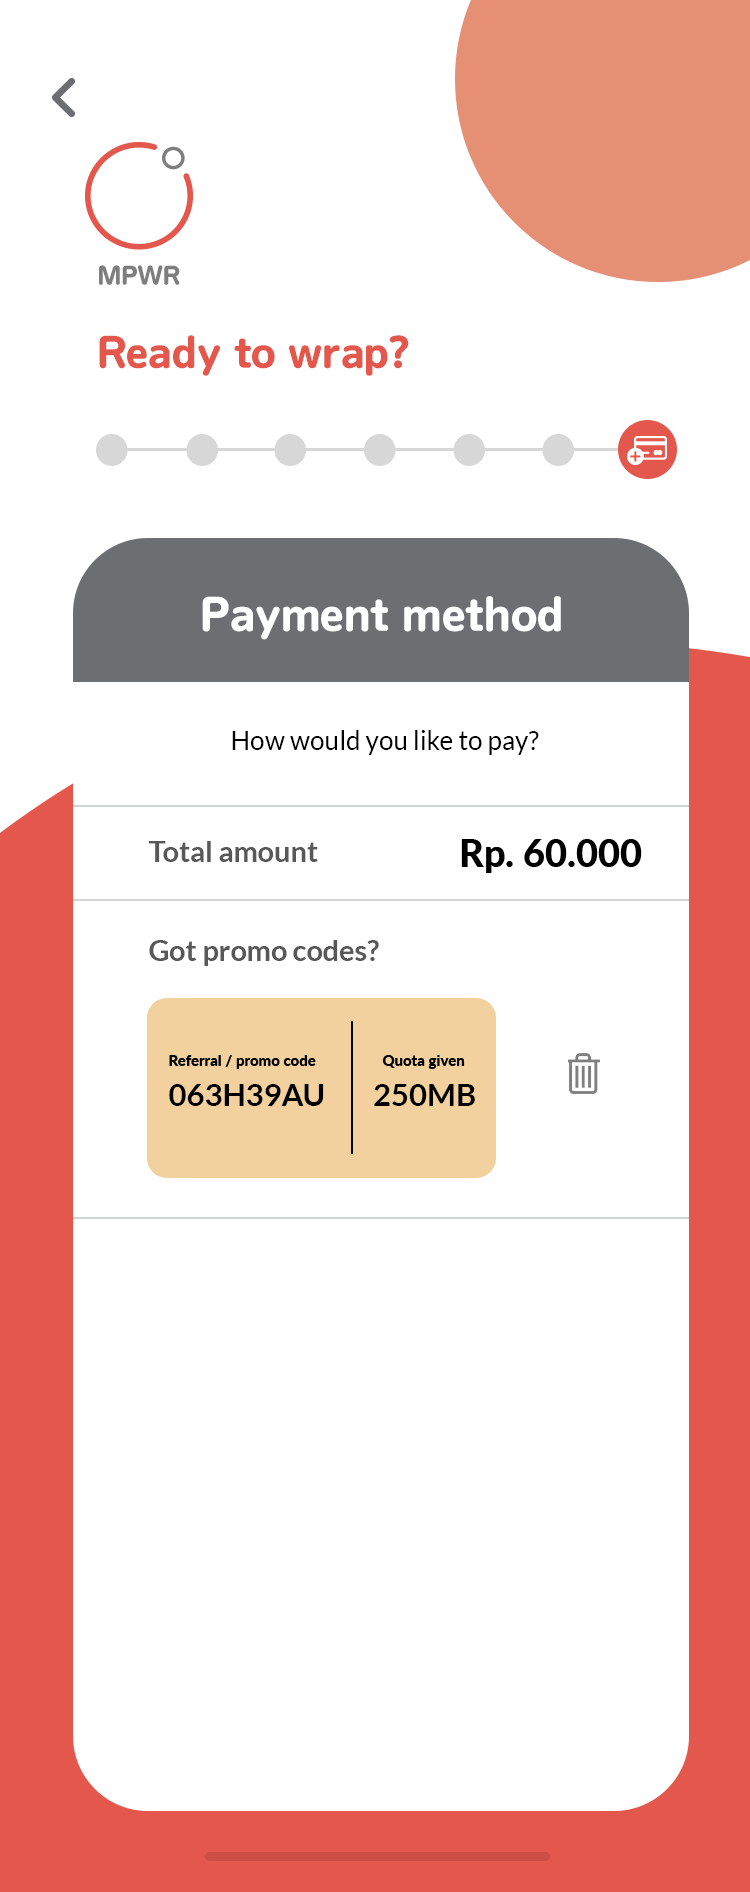 MPWR
Ready to wrap?
Payment method
How would you like to pay?
Total amount
Rp. 60.000
Got promo codes?
Referral / promo code
063H39AU
Quota given
250MB